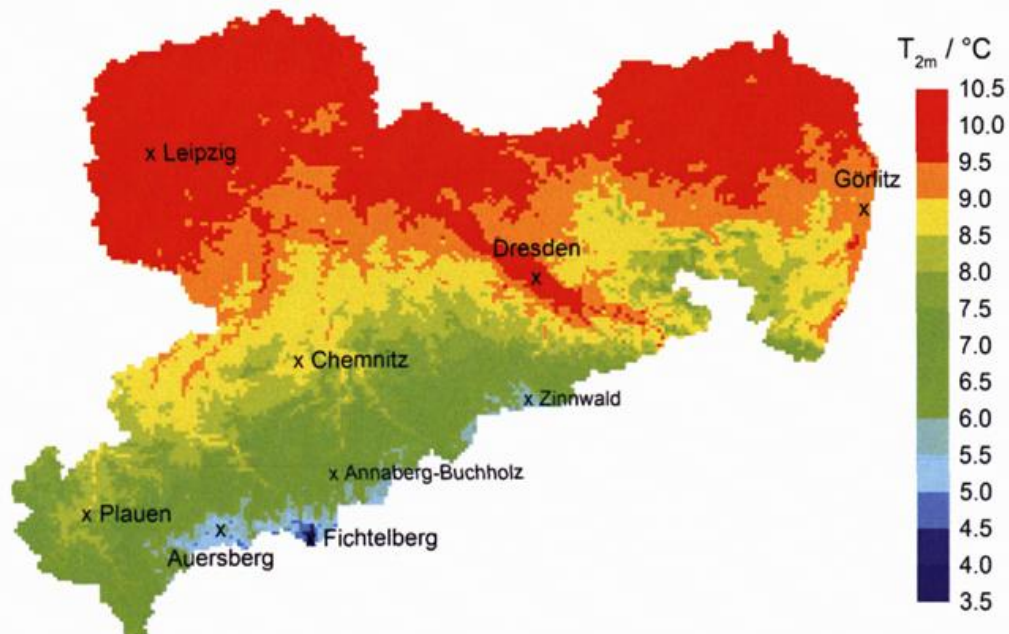 T2m / °C
10.5
10.0
9.5
9.0
8.5
8.0
7.5
7.0
6.5
6.0
5.5
5.0
4.5
4.0
3.5
x Leipzig
Görlitz
x
Dresden
x
x Chemnitz
x Zinnwald
x Annaberg-Buchholz
x Plauen
x
Auersberg
x Fichtelberg